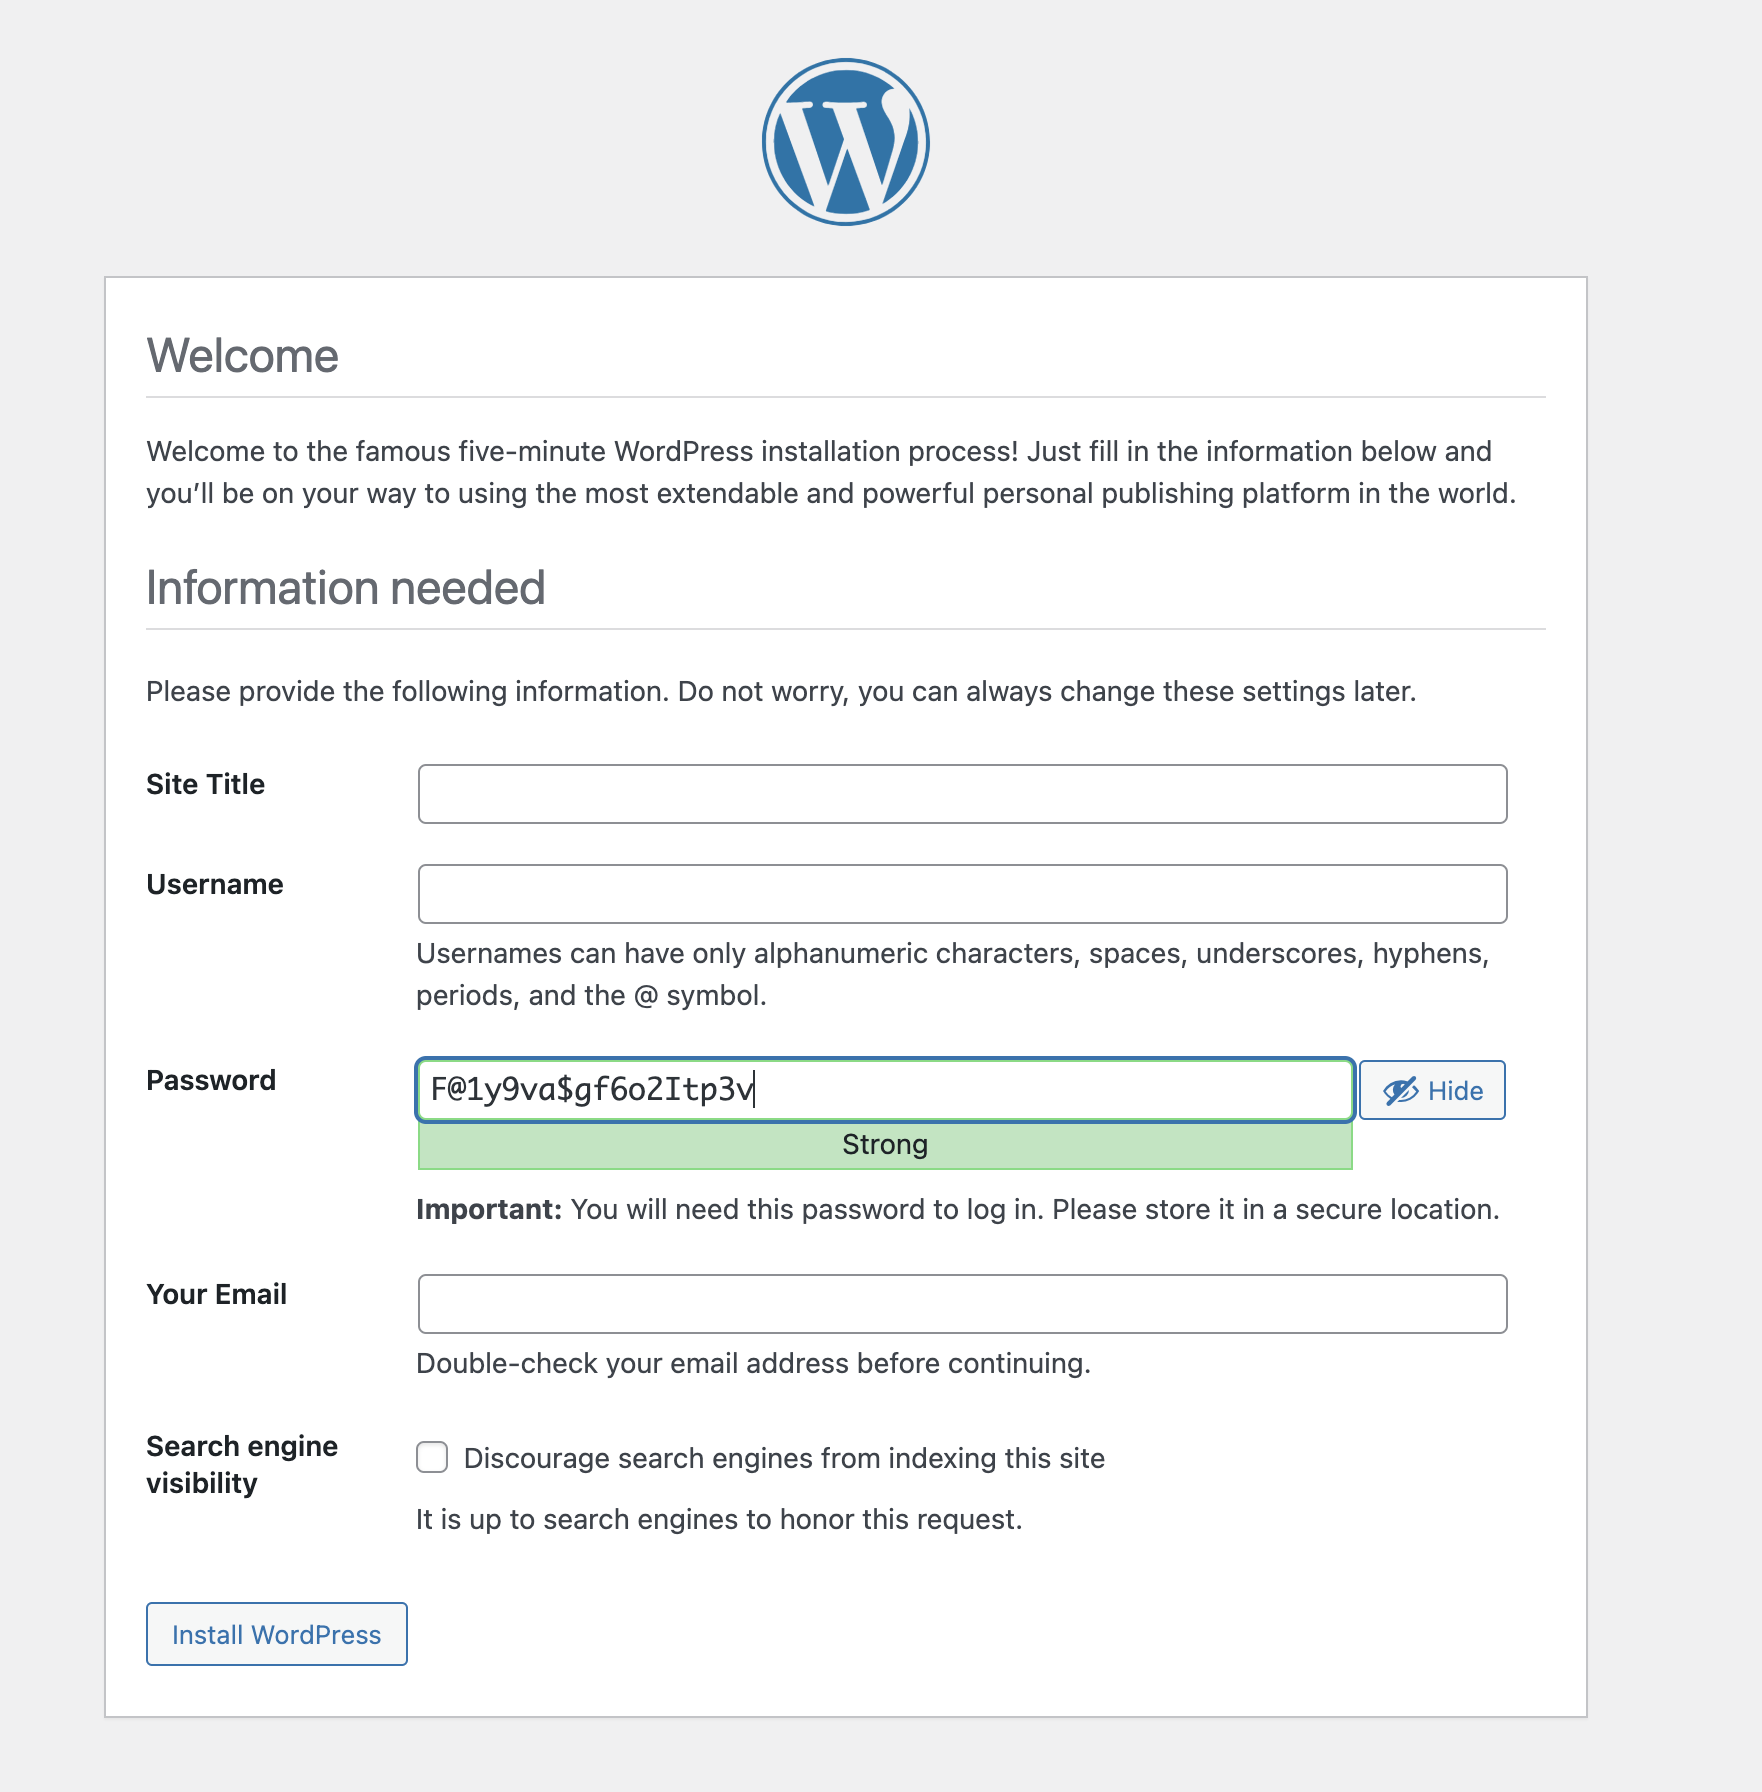 Welcome
Welcome to the famous five-minute WordPress installation process! Just fill in the information below and
you’ll be on your way to using the most extendable and powerful personal publishing platform in the world.
Information needed
Please provide the following information. Do not worry, you can always change these settings later.
Site Title
Username
Usernames can have only alphanumeric characters, spaces, underscores, hyphens,
periods, and the @ symbol.
Password
F@1y9va$gf6o2Itp3v
Hide
Strong
Important: You will need this password to log in. Please store it in a secure location.
Your Email
Double-check your email address before continuing.
Search engine
visibility
Discourage search engines from indexing this site
It is up to search engines to honor this request.
Install WordPress